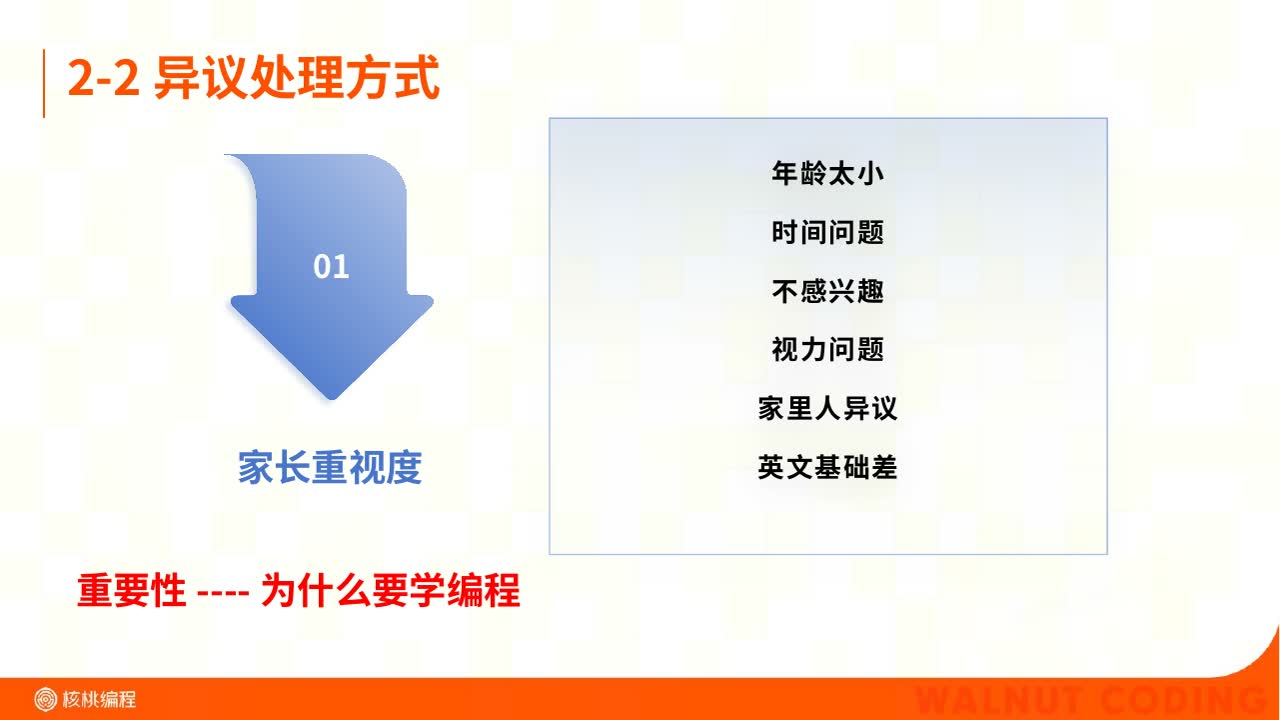 2-2 异议处理方式
01
家长重视度
重要性 ---- 为什么要学编程
年龄太小
时间问题
不感兴趣
视力问题
家里人异议
英文基础差
核桃编程
WALNUT CODING